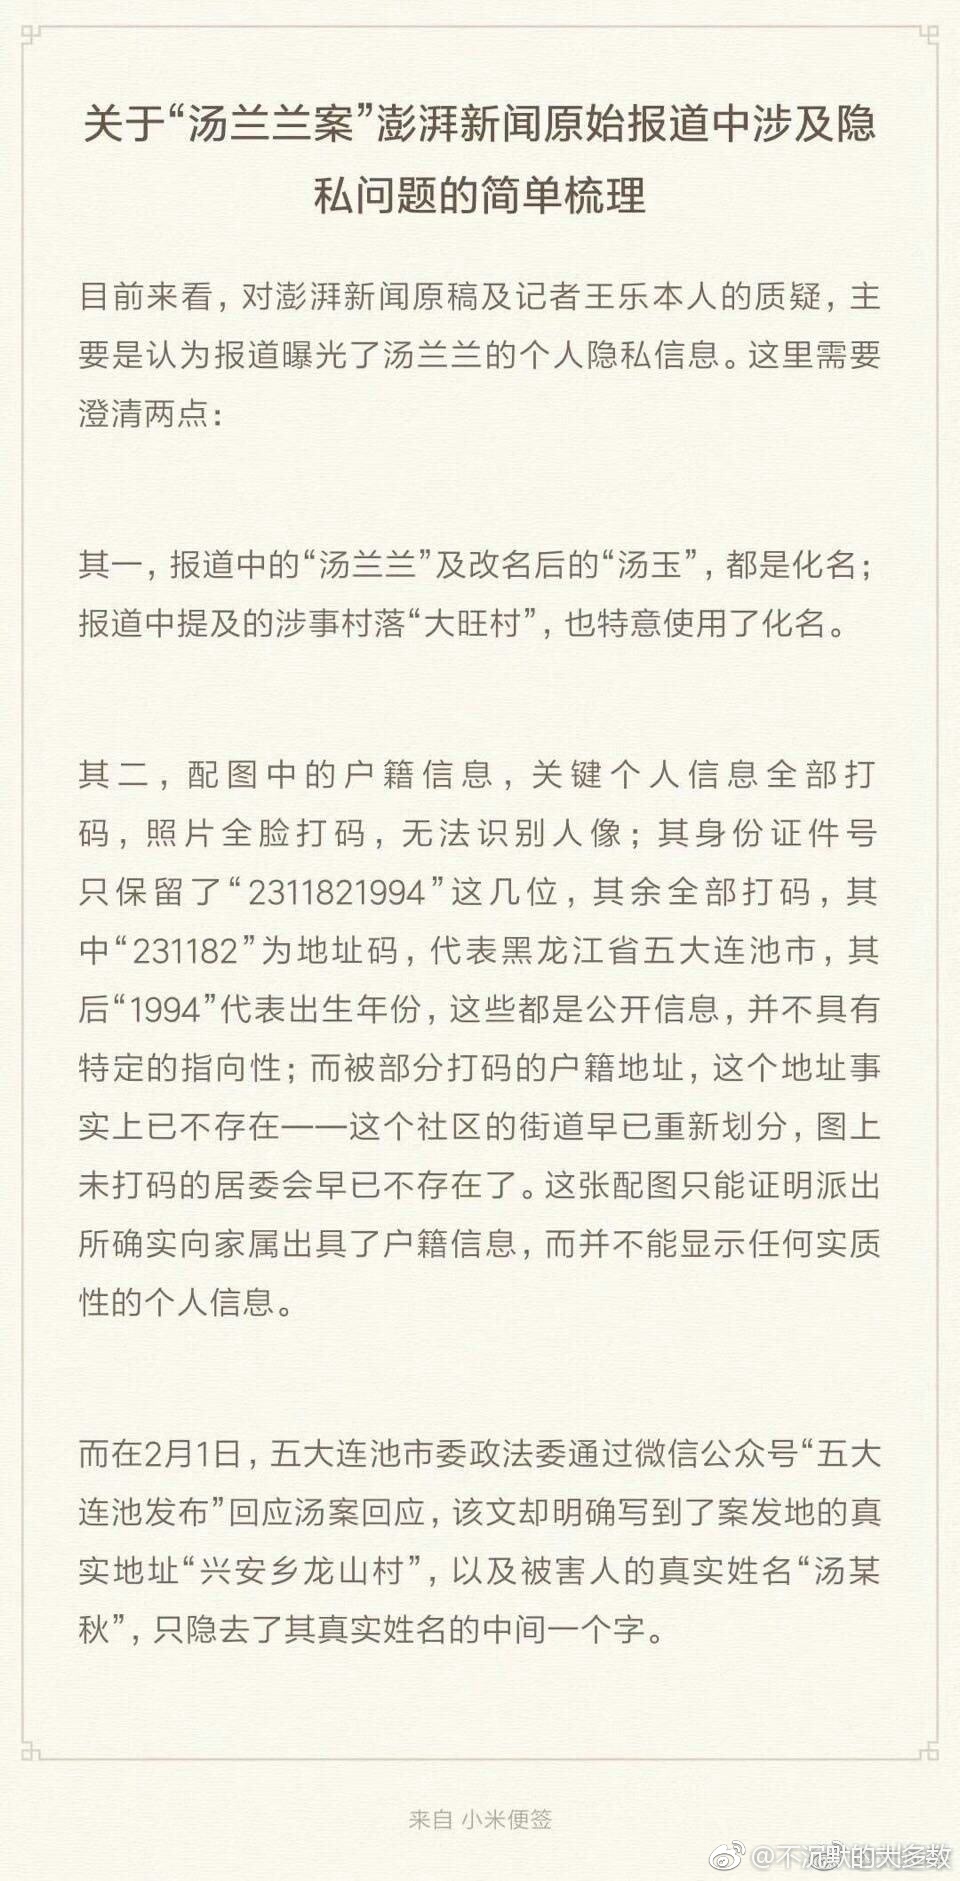 关于“汤兰兰案”澎湃新闻原始报道中涉及隐
私问题的简单梳理
目前来看，对澎湃新闻原稿及记者王乐本人的质疑，主
要是认为报道曝光了汤兰兰的个人隐私信息。这里需要
澄清两点：
其一，报道中的“汤兰兰”及改名后的“汤玉”，都是化名；
报道中提及的涉事村落“大旺村”，也特意使用了化名。
其二，配图中的户籍信息，关键个人信息全部打
码，照片全脸打码，无法识别人像；其身份证件号
只保留了“2311821994”这几位，其余全部打码，其
中“231182”为地址码，代表黑龙江省五大连池市，其
后“1994”代表出生年份，这些都是公开信息，并不具有
特定的指向性；而被部分打码的户籍地址，这个地址事
实上已不存在——这个社区的街道早已重新划分，图上
未打码的居委会早已不存在了。这张配图只能证明派出
所确实向家属出具了户籍信息，而并不能显示任何实质
性的个人信息。
而在2月1日，五大连池市委政法委通过微信公众号“五大
连池发布”回应汤案回应，该文却明确写到了案发地的真
实地址“兴安乡龙山村”，以及被害人的真实姓名“汤某
秋”，只隐去了其真实姓名的中间一个字。
来自 小米便签
@不沉默的大多数